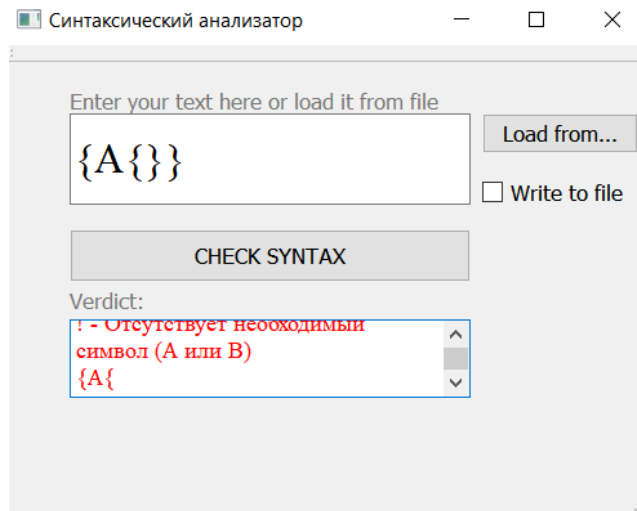 Синтаксический анализатор
Enter your text here or load it from file
{A{}}
Load from...
Write to file
CHECK SYNTAX
Verdict:
! - Отсутствует необходимый
символ (А или В)
{A{